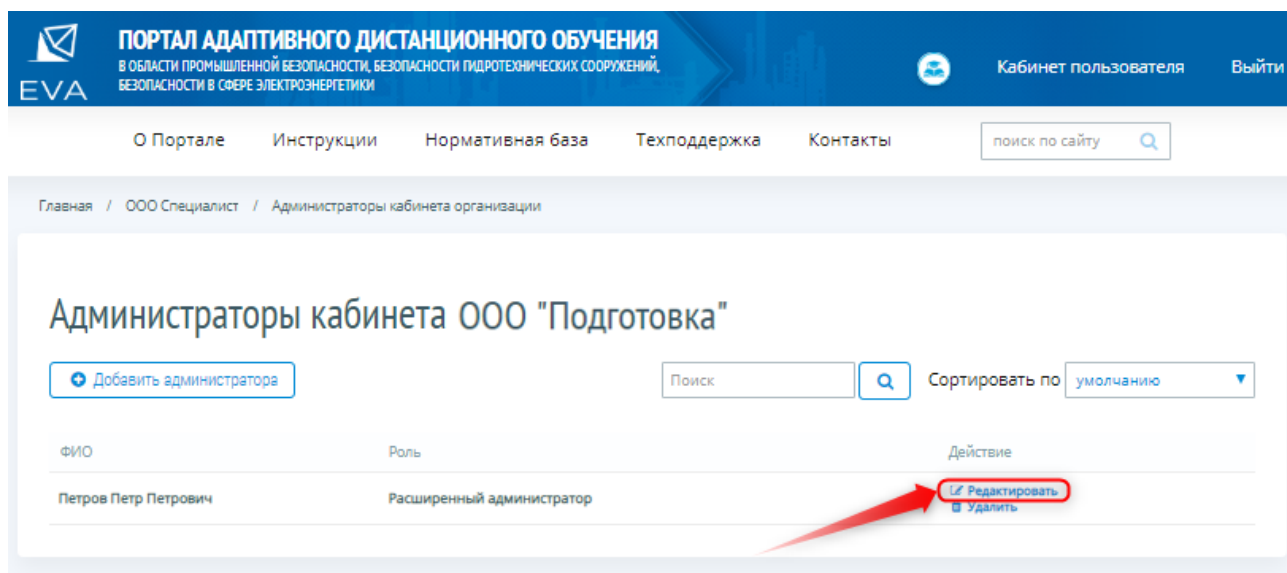 ПОРТАЛ АДАПТИВНОГО ДИСТАНЦИОННОГО ОБУЧЕНИЯ
В ОБЛАСТИ ПРОМЫШЛЕННОЙ БЕЗОПАСНОСТИ, БЕЗОПАСНОСТИ ГИДРОТЕХНИЧЕСКИХ СООРУЖЕНИЙ,
БЕЗОПАСНОСТИ В СФЕРЕ ЭЛЕКТРОЭНЕРГЕТИКИ
EVA
Кабинет пользователя Выйти
О Портале Инструкции Нормативная база Техподдержка Контакты поиск по сайту
Главная / ООО Специалист / Администраторы кабинета организации
Администраторы кабинета ООО "Подготовка"
Добавить администратора Поиск Сортировать по умолчанию
ФИО Роль Действие
Петров Петр Петрович Расширенный администратор Редактировать
Удалить